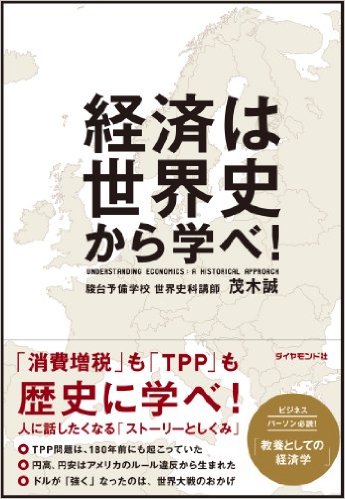 経済は
世界史
から学べ!
UNDERSTANDING ECONOMICS : A HISTORICAL APPROACH
駿台予備学校 世界史科講師 茂木誠
ダイヤモンド社
「消費増税」も「TPP」も
歴史に学べ!
人に話したくなる「ストーリーとしくみ」
TPP問題は、180年前にも起こっていた
円高、円安はアメリカのルール違反から生まれた
ドルが「強く」なったのは、世界大戦のおかげ
ビジネス
パーソン必読!
「教養としての
経済学」